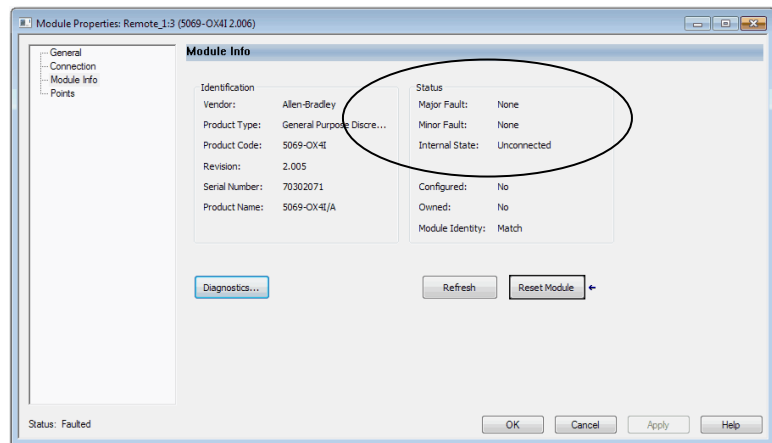 Module Properties: Remote_1:3 (5069-OX4I 2.006)
General
Connection
Module Info
Points
Module Info
Identification
Vendor: Allen-Bradley
Product Type: General Purpose Discre...
Product Code: 5069-OX4I
Revision: 2.005
Serial Number: 70302071
Product Name: 5069-OX4I/A
Status
Major Fault: None
Minor Fault: None
Internal State: Unconnected
Configured: No
Owned: No
Module Identity: Match
Diagnostics...
Refresh
Reset Module
Status: Faulted
OK
Cancel
Apply
Help